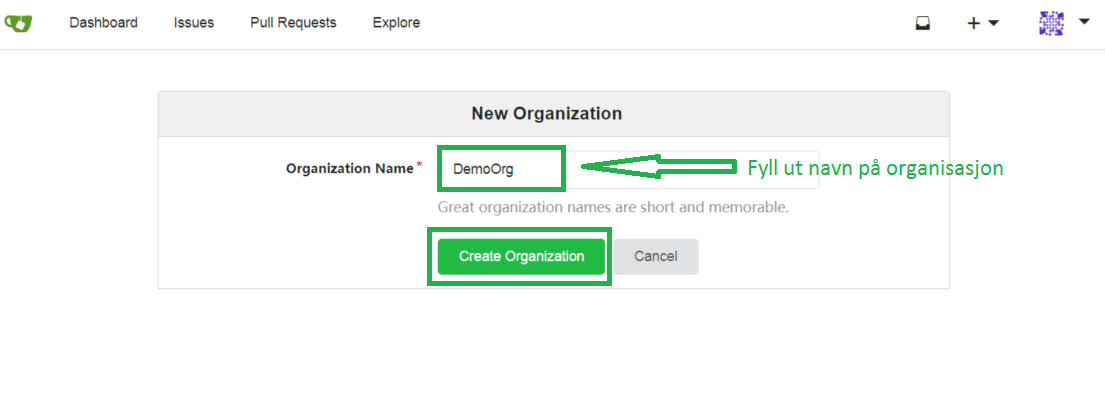 Dashboard Issues Pull Requests Explore
New Organization
Organization Name* DemoOrg Fyll ut navn på organisasjon
Great organization names are short and memorable.
Create Organization Cancel